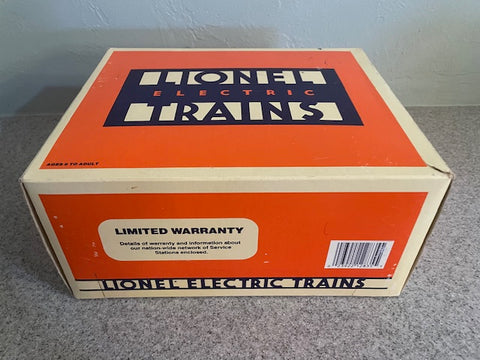 LIONEL
ELECTRIC
TRAINS
AGES 8 TO ADULT
LIMITED WARRANTY
Details of warranty and information about
our nation-wide network of Service
Stations enclosed.
LIONEL ELECTRIC TRAINS